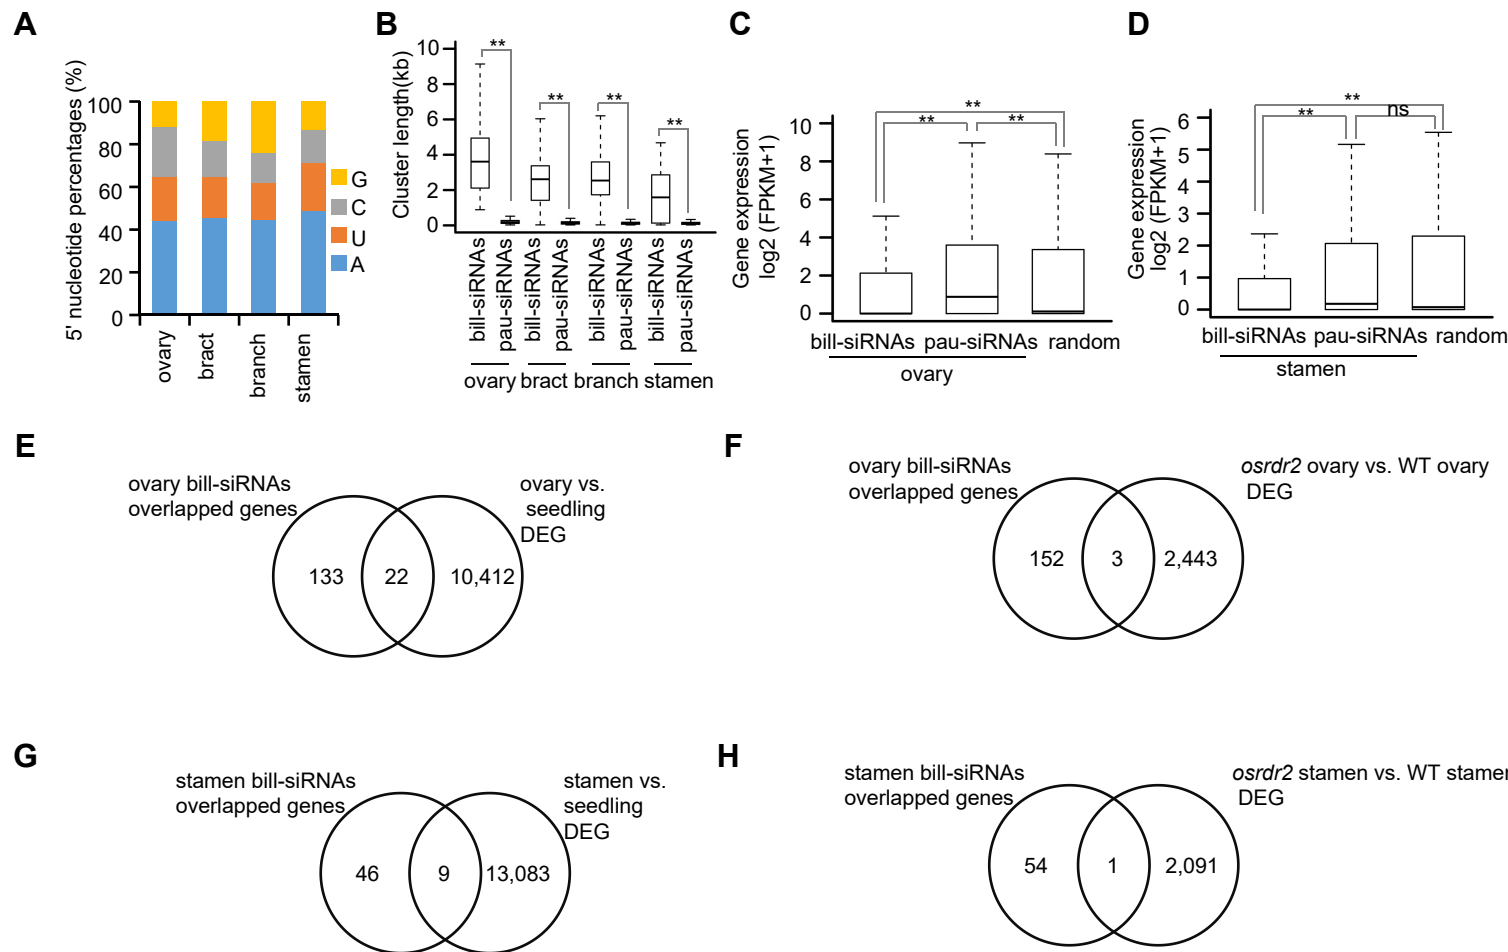 A
5' nucleotide percentages (%)
100
80
60
40
20
0
ovary
bract
branch
stamen
G
C
U
A
B
Cluster length(kb)
10
8
6
4
2
0
**
**
**
**
bill-siRNAs
pau-siRNAs
bill-siRNAs
pau-siRNAs
bill-siRNAs
pau-siRNAs
bill-siRNAs
pau-siRNAs
ovary bract branch stamen
C
Gene expression
log2 (FPKM+1)
10
8
6
4
2
0
**
**
**
bill-siRNAs pau-siRNAs random
ovary
D
Gene expression
log2 (FPKM+1)
6
5
4
3
2
1
0
**
**
ns
bill-siRNAs pau-siRNAs random
stamen
E
ovary bill-siRNAs
overlapped genes
ovary vs.
seedling
DEG
133 22 10,412
F
ovary bill-siRNAs
overlapped genes
osrdr2 ovary vs. WT ovary
DEG
152 3 2,443
G
stamen bill-siRNAs
overlapped genes
stamen vs.
seedling
DEG
46 9 13,083
H
stamen bill-siRNAs
overlapped genes
osrdr2 stamen vs. WT stamen
DEG
54 1 2,091